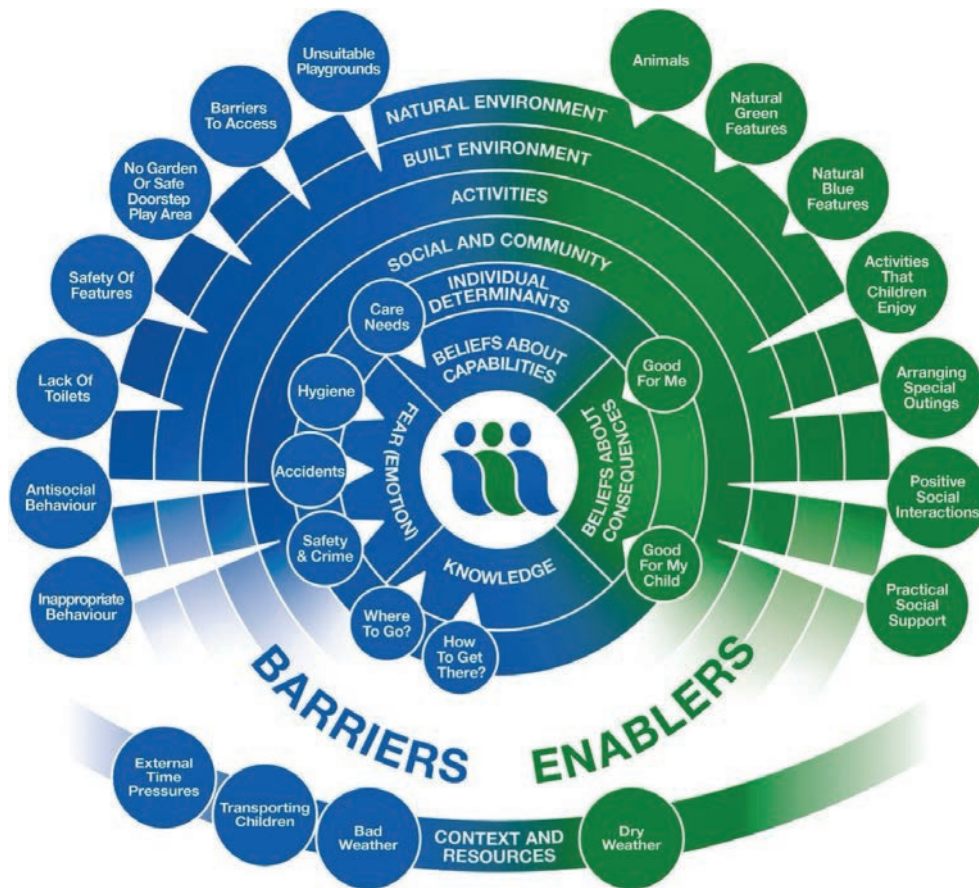 Unsuitable
Playgrounds
Animals
Barriers
To Access
Natural
Green
Features
NATURAL ENVIRONMENT
No Garden
Or Safe
Doorstep
Play Area
BUILT ENVIRONMENT
Natural
Blue
Features
ACTIVITIES
Safety Of
Features
SOCIAL AND COMMUNITY
Activities
That
Children
Enjoy
INDIVIDUAL
DETERMINANTS
Care
Needs
BELIEFS ABOUT
CAPABILITIES
Good
For Me
Lack Of
Toilets
Hygiene
Arranging
Special
Outings
FEAR (EMOTION)
BELIEFS ABOUT
CONSEQUENCES
Accidents
Antisocial
Behaviour
Positive
Social
Interactions
Safety
& Crime
KNOWLEDGE
Good
For My
Child
Inappropriate
Behaviour
Where
To Go?
How
To Get
There?
Practical
Social
Support
BARRIERS
ENABLERS
External
Time
Pressures
Transporting
Children
Bad
Weather
CONTEXT AND
RESOURCES
Dry
Weather